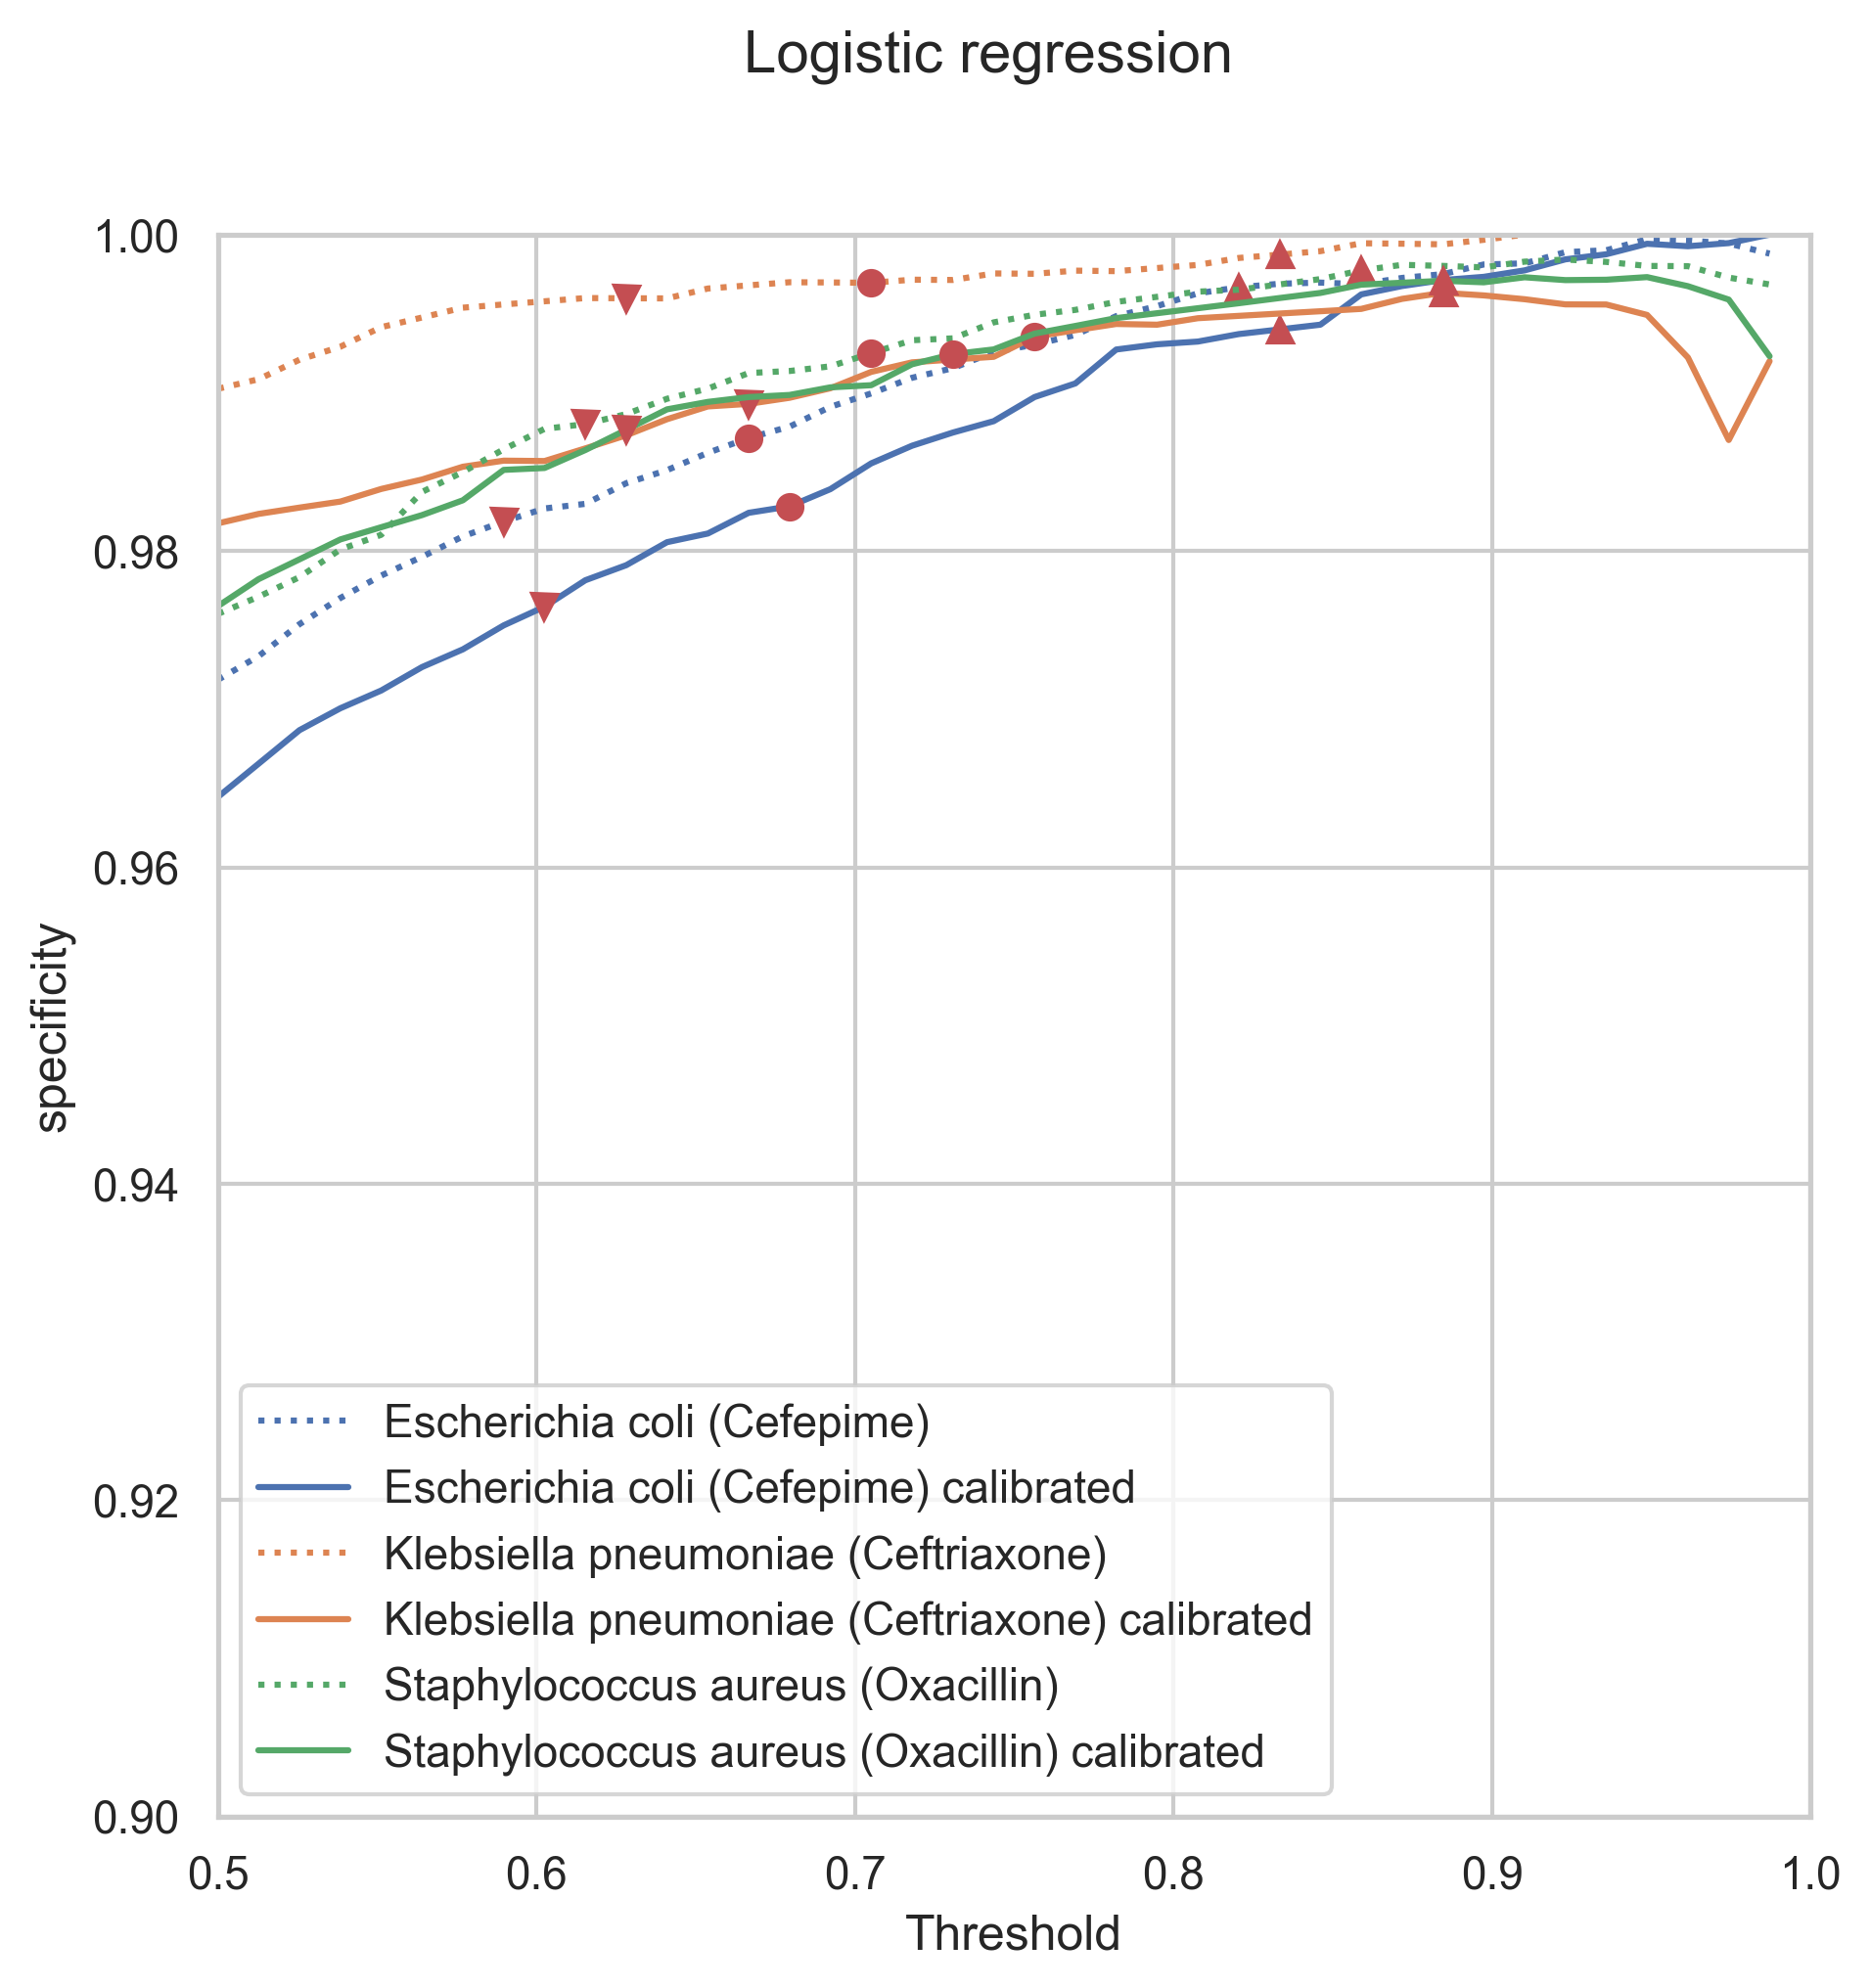 Logistic regression
1.00
0.98
0.96
0.94
0.92
0.90
specificity
Escherichia coli (Cefepime)
Escherichia coli (Cefepime) calibrated
Klebsiella pneumoniae (Ceftriaxone)
Klebsiella pneumoniae (Ceftriaxone) calibrated
Staphylococcus aureus (Oxacillin)
Staphylococcus aureus (Oxacillin) calibrated
0.5 0.6 0.7 0.8 0.9 1.0
Threshold